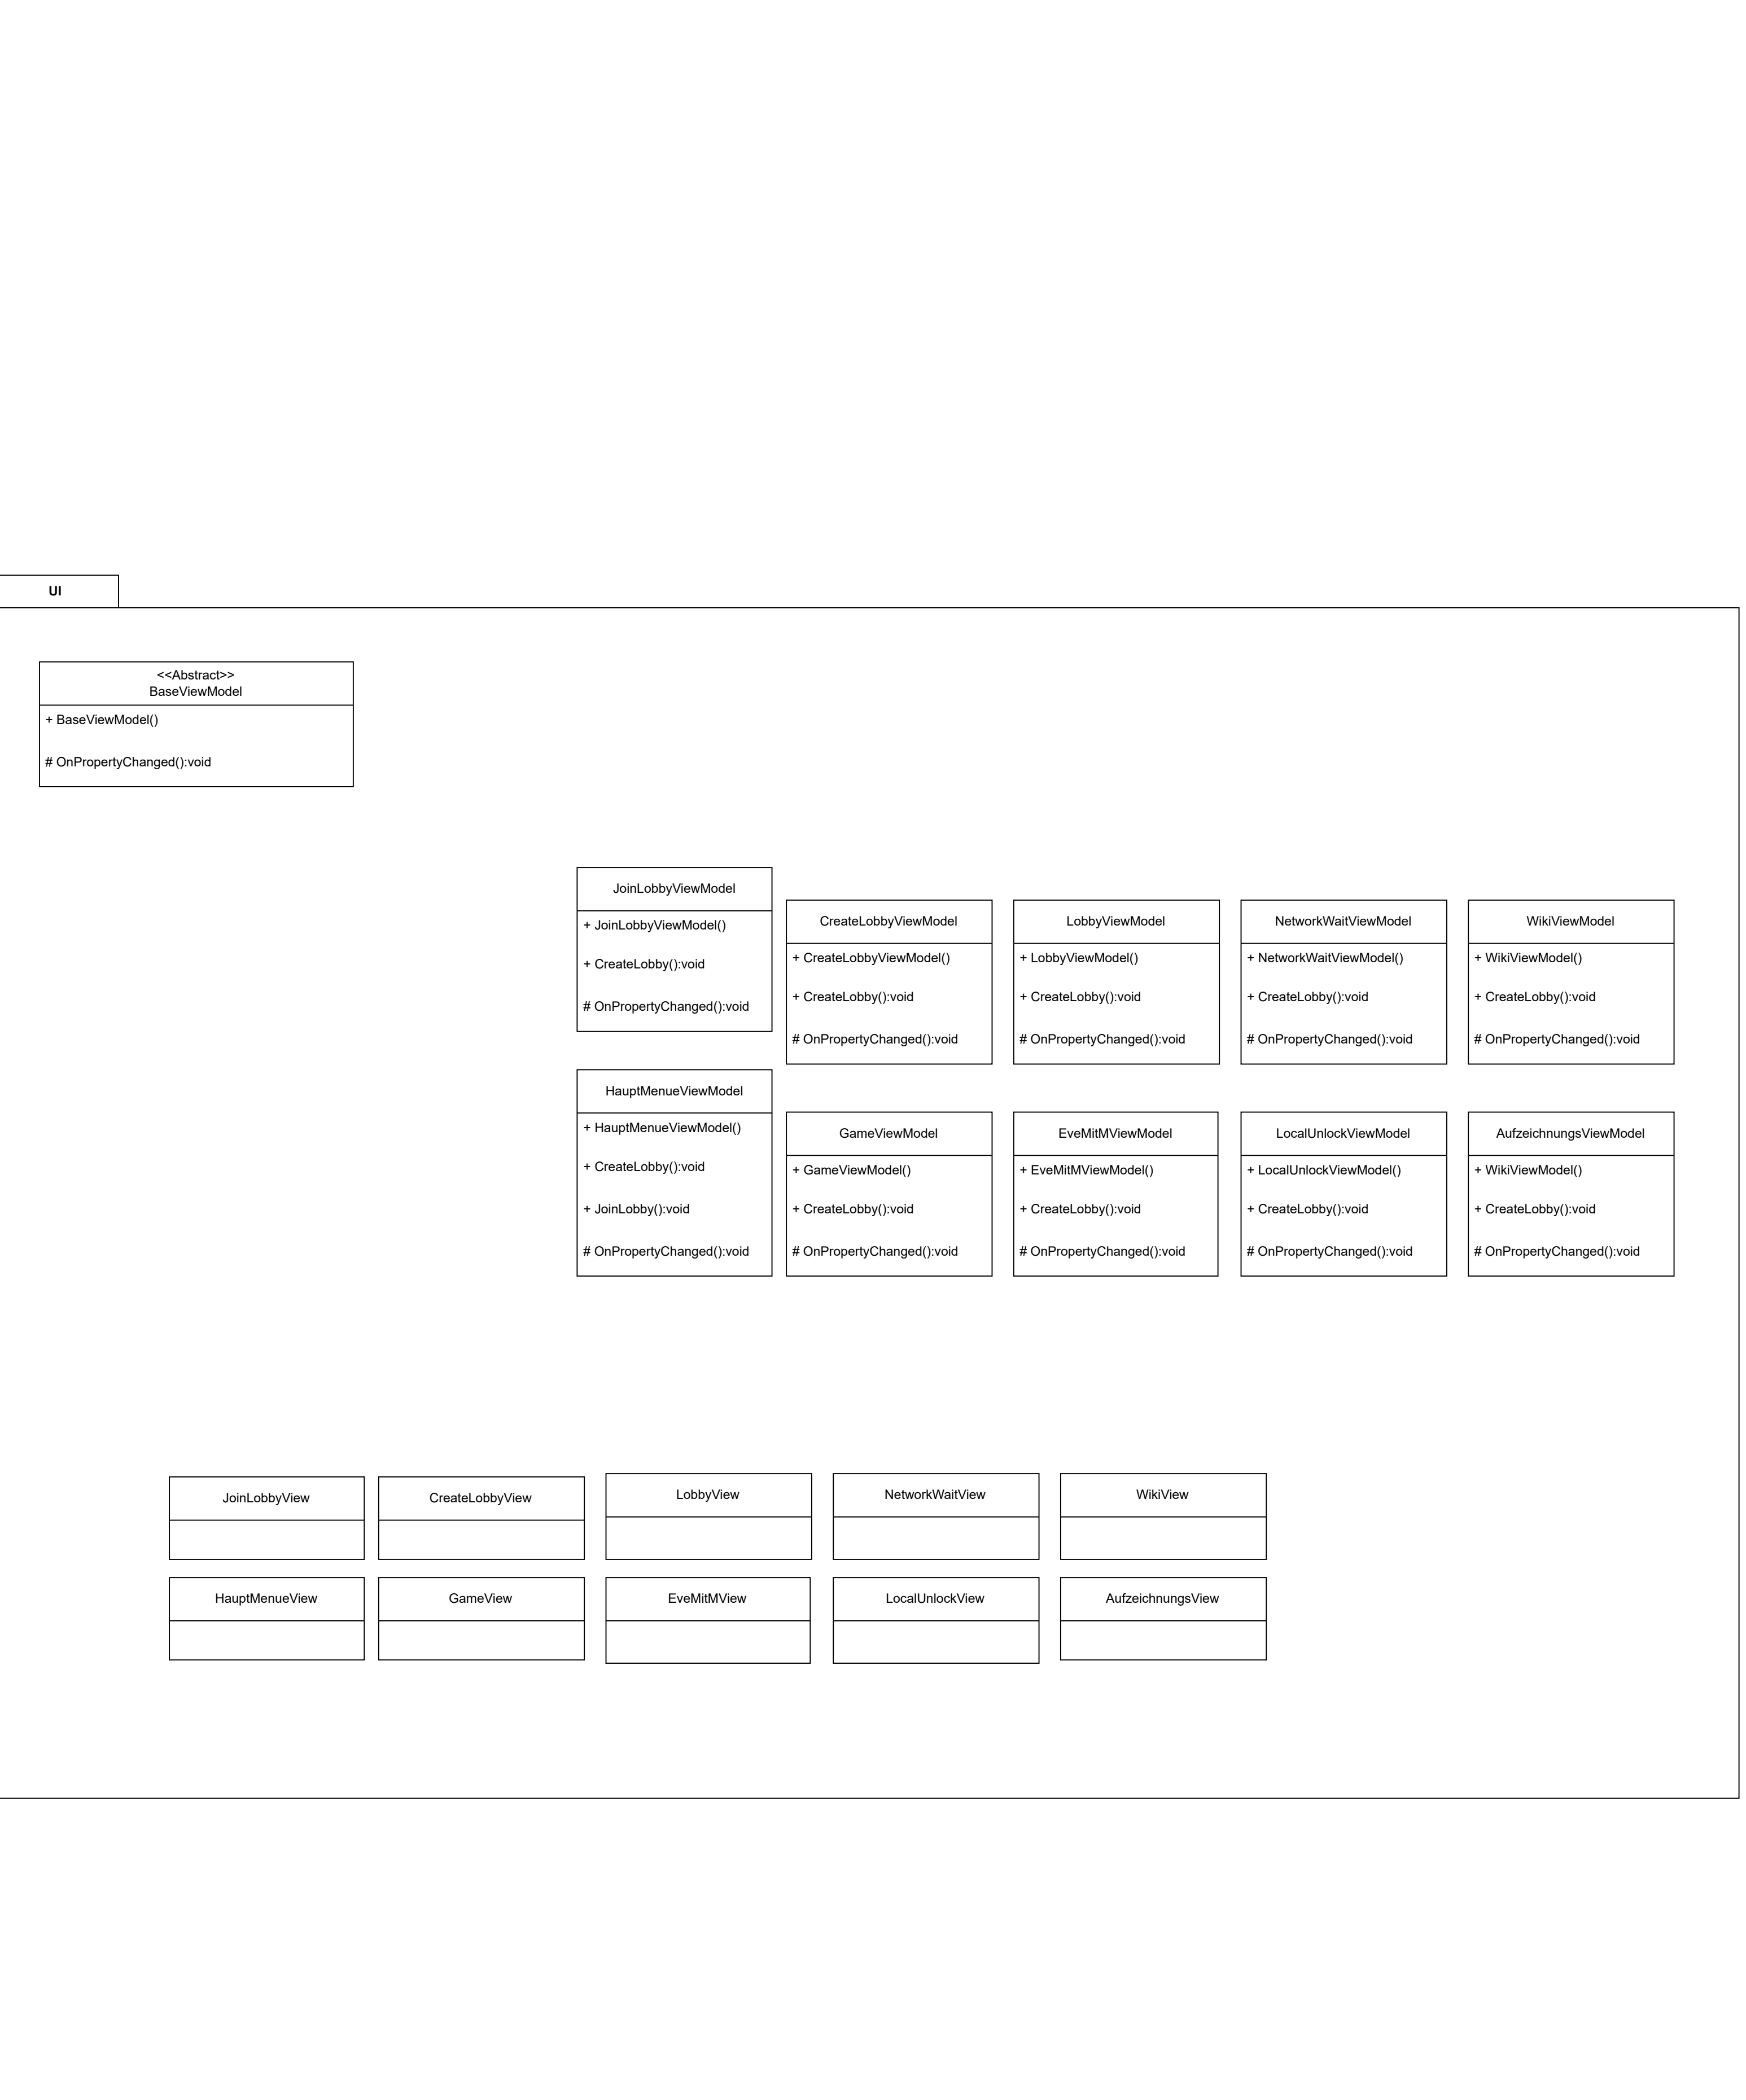 UI
<<Abstract>>
BaseViewModel
+ BaseViewModel()
# OnPropertyChanged():void
JoinLobbyViewModel
+ JoinLobbyViewModel()
+ CreateLobby():void
# OnPropertyChanged():void
CreateLobbyViewModel
+ CreateLobbyViewModel()
+ CreateLobby():void
# OnPropertyChanged():void
LobbyViewModel
+ LobbyViewModel()
+ CreateLobby():void
# OnPropertyChanged():void
NetworkWaitViewModel
+ NetworkWaitViewModel()
+ CreateLobby():void
# OnPropertyChanged():void
WikiViewModel
+ WikiViewModel()
+ CreateLobby():void
# OnPropertyChanged():void
HauptMenueViewModel
+ HauptMenueViewModel()
+ CreateLobby():void
+ JoinLobby():void
# OnPropertyChanged():void
GameViewModel
+ GameViewModel()
+ CreateLobby():void
# OnPropertyChanged():void
EveMitMViewModel
+ EveMitMViewModel()
+ CreateLobby():void
# OnPropertyChanged():void
LocalUnlockViewModel
+ LocalUnlockViewModel()
+ CreateLobby():void
# OnPropertyChanged():void
AufzeichnungsViewModel
+ WikiViewModel()
+ CreateLobby():void
# OnPropertyChanged():void
JoinLobbyView
CreateLobbyView
LobbyView
NetworkWaitView
WikiView
HauptMenueView
GameView
EveMitMView
LocalUnlockView
AufzeichnungsView